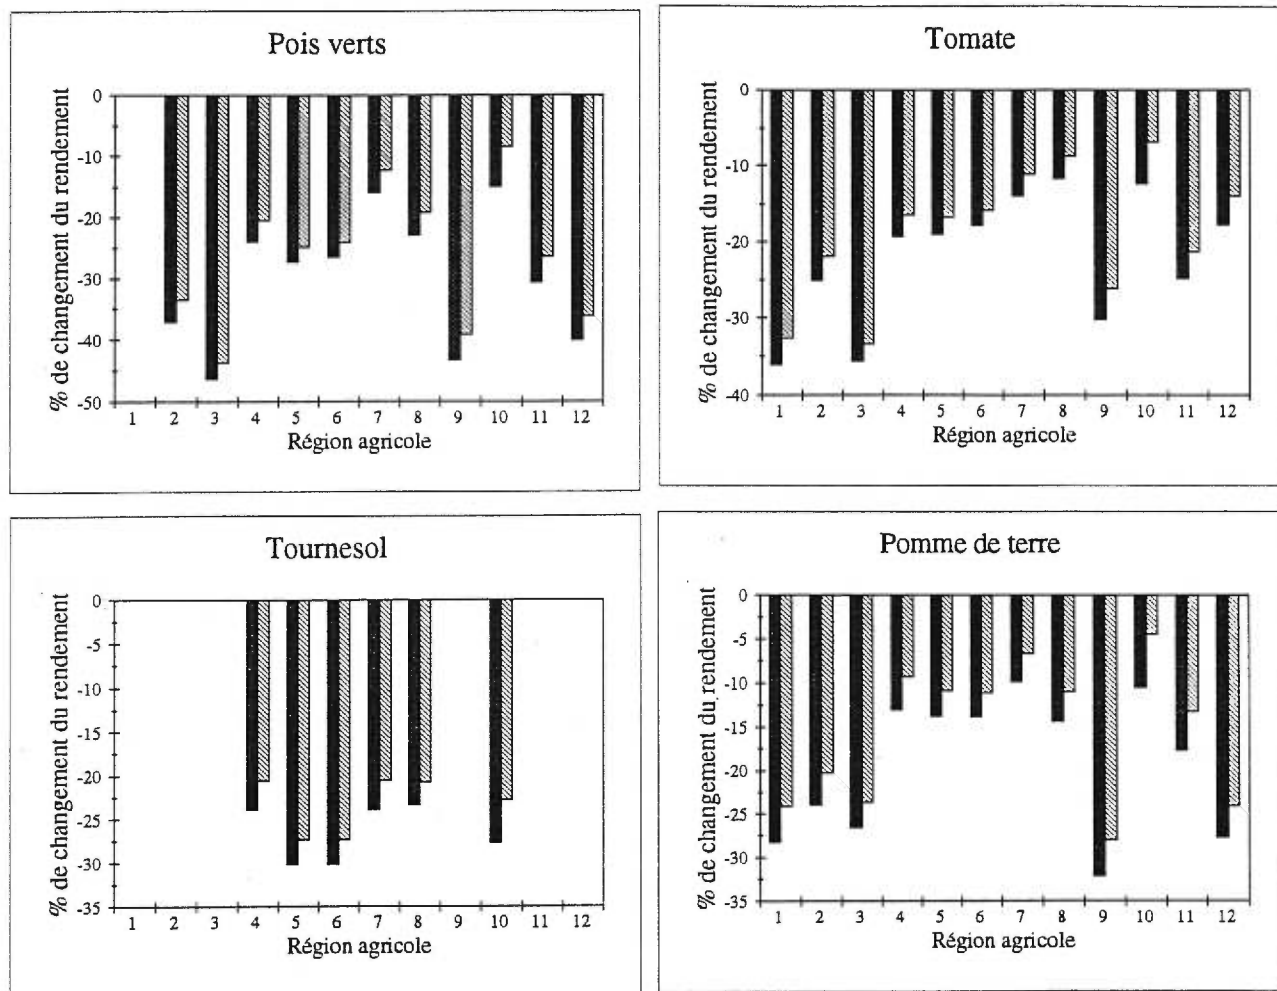 Pois verts
% de changement du rendement
0
-10
-20
-30
-40
-50
1 2 3 4 5 6 7 8 9 10 11 12
Région agricole
Tomate
% de changement du rendement
0
-10
-20
-30
-40
1 2 3 4 5 6 7 8 9 10 11 12
Région agricole
Tournesol
% de changement du rendement
0
-5
-10
-15
-20
-25
-30
-35
1 2 3 4 5 6 7 8 9 10 11 12
Région agricole
Pomme de terre
% de changement du rendement
0
-5
-10
-15
-20
-25
-30
-35
1 2 3 4 5 6 7 8 9 10 11 12
Région agricole